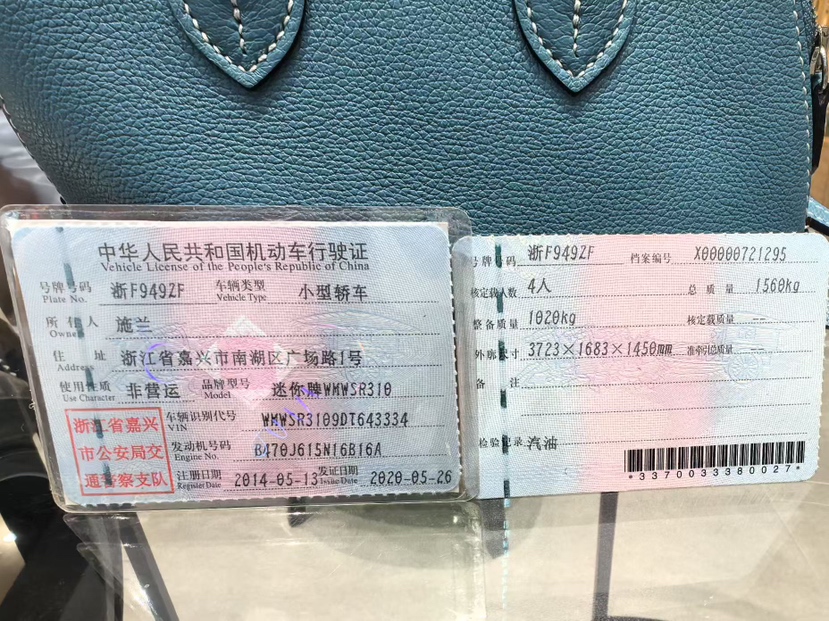 中华人民共和国机动车行驶证
Vehicle License of the People's Republic of China
号牌号码 浙F949ZF 车辆类型 小型轿车
Plate No. Vehicle Type
所有人 施兰
Owner
住址 浙江省嘉兴市南湖区广场路1号
Address
使用性质 非营运 品牌型号 迷你牌WMWSR310
Use Character Model
浙江省嘉兴
市公安局交
通警察支队
车辆识别代号 WMWSR3109DT643334
VIN
发动机号码 B470J615N16B16A
Engine No.
注册日期 2014-05-13 发证日期 2020-05-26
Register Date Issue Date
号牌号码 浙F949ZF 档案编号 X00000721295
核定载人数 4人 总质量 1560kg
整备质量 1020kg 核定载质量 --
外廓尺寸 3723×1683×1450mm 准牵引总质量 --
备注
检验记录 汽油
*3370033380027*